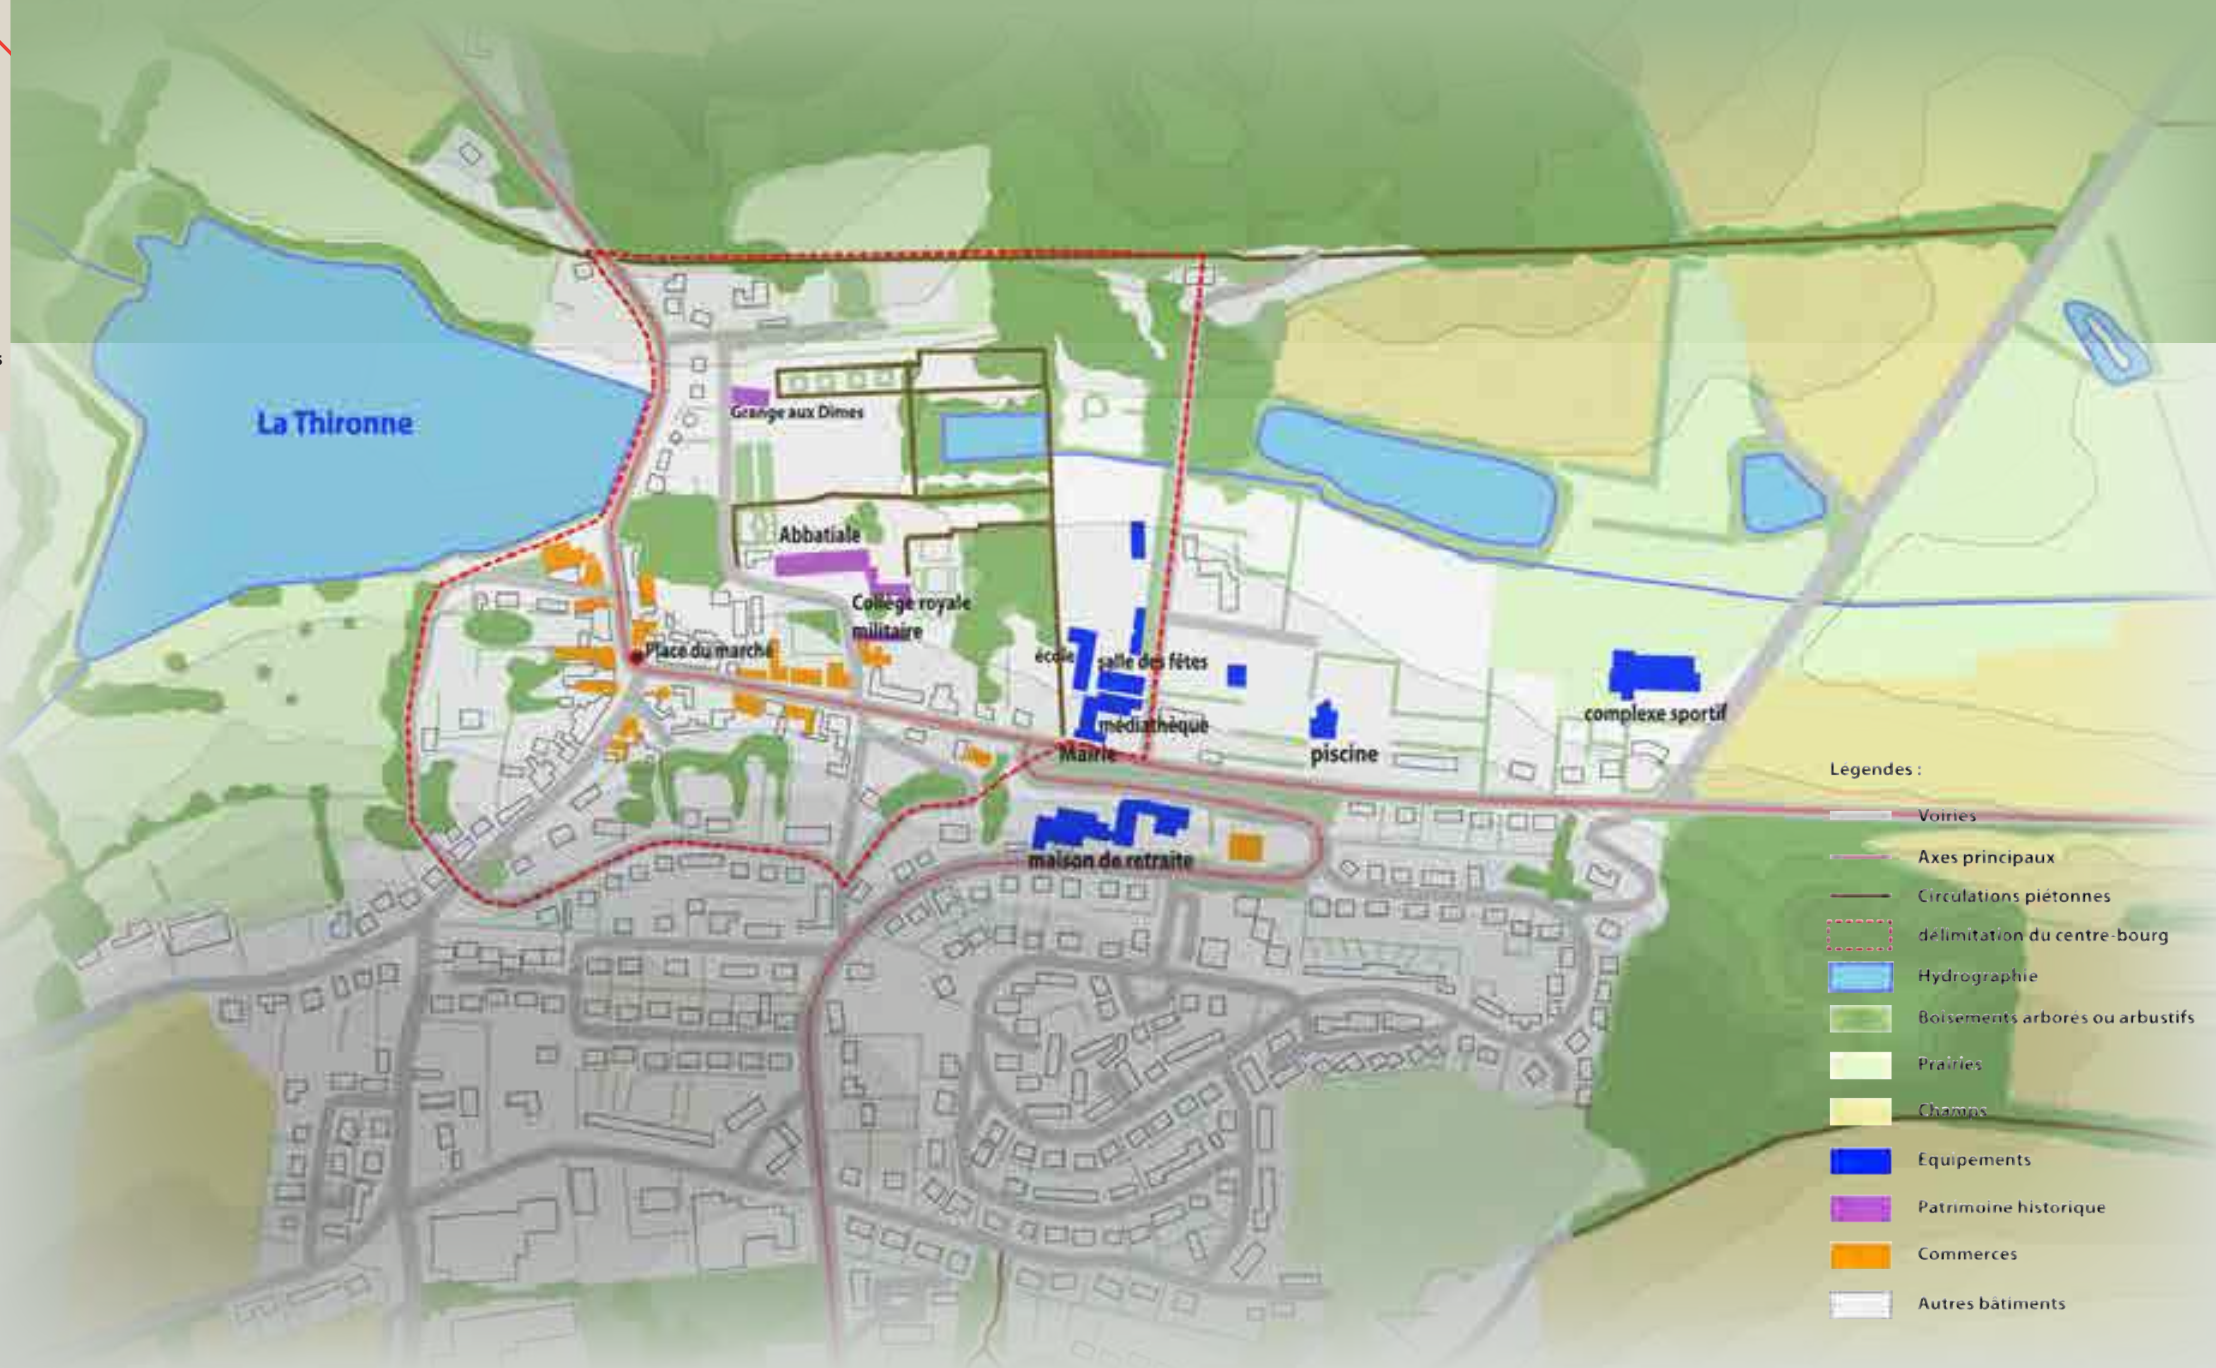 La Thironne
Grange aux Dîmes
Abbatiale
Collège royale
militaire
Place du marché
école
salle des fêtes
médiathèque
Mairie
piscine
complexe sportif
maison de retraite
Légendes :
Voiries
Axes principaux
Circulations piétonnes
délimitation du centre-bourg
Hydrographie
Boisements arborés ou arbustifs
Prairies
Champs
Equipements
Patrimoine historique
Commerces
Autres bâtiments